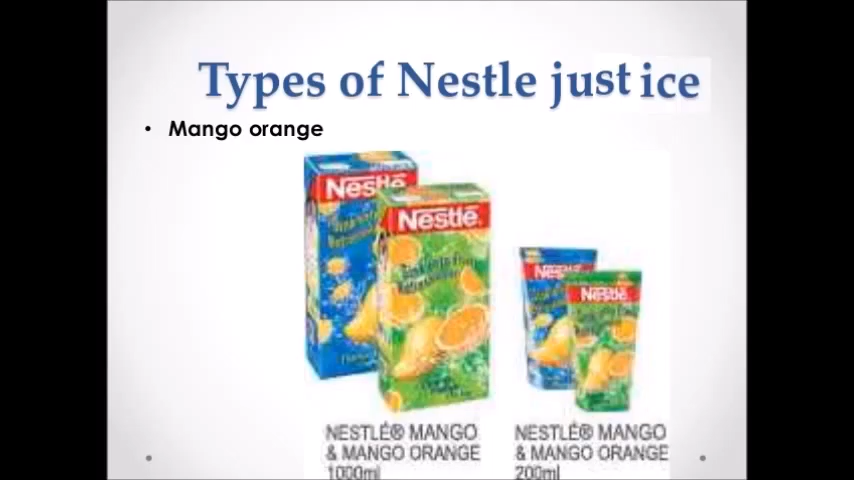 Types of Nestle just ice
• Mango orange
Nestlé
Nestlé
Nestlé
Nestlé
NESTLÉ® MANGO
& MANGO ORANGE
1000ml
NESTLÉ® MANGO
& MANGO ORANGE
200ml